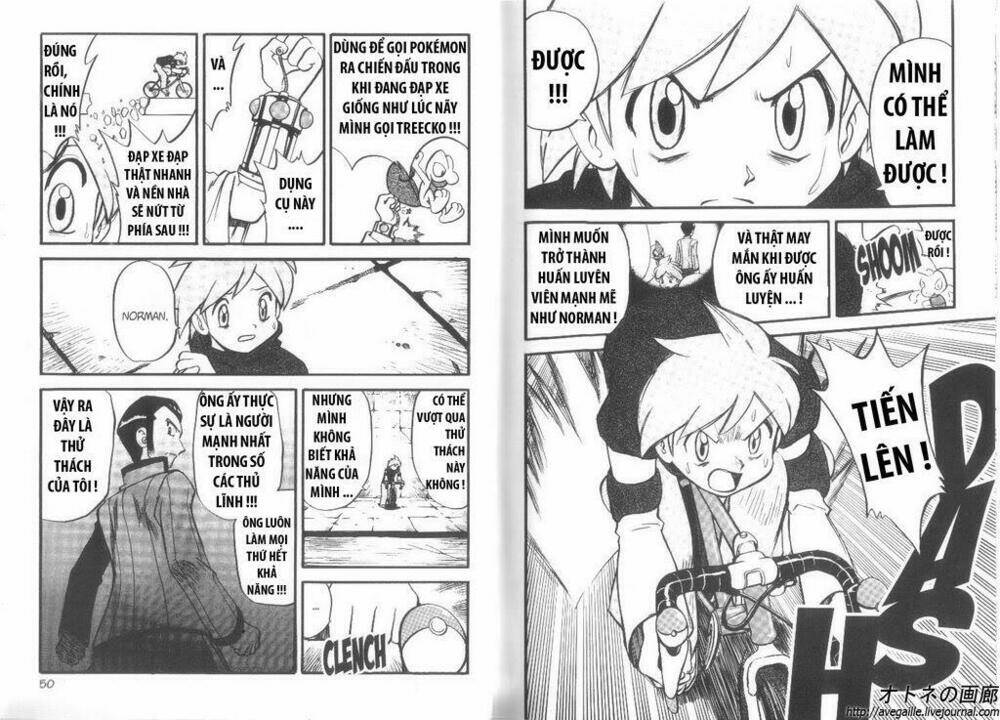 ĐÚNG
RỒI,
CHÍNH
LÀ NÓ
!!!
ĐẠP XE ĐẠP
THẬT NHANH
VÀ NỀN NHÀ
SẼ NỨT TỪ
PHÍA SAU !!!
VÀ
...
DỤNG
CỤ NÀY
....
DÙNG ĐỂ GỌI POKÉMON
RA CHIẾN ĐẤU TRONG
KHI ĐANG ĐẠP XE
GIỐNG NHƯ LÚC NÃY
MÌNH GỌI TREECKO !!!
NORMAN.
VẬY RA
ĐÂY LÀ
THỬ
THÁCH
CỦA TÔI !
ÔNG ẤY THỰC
SỰ LÀ NGƯỜI
MẠNH NHẤT
TRONG SỐ
CÁC THỦ
LĨNH !!!
ÔNG LUÔN
LÀM MỌI
THỨ HẾT
KHẢ
NĂNG !!!
NHƯNG
MÌNH
KHÔNG
BIẾT KHẢ
NĂNG CỦA
MÌNH ...
CÓ THỂ
VƯỢT QUA
THỬ
THÁCH
NÀY
KHÔNG !
CLENCH
50
ĐƯỢC
!!!
MÌNH
CÓ THỂ
LÀM
ĐƯỢC !
MÌNH MUỐN
TRỞ THÀNH
HUẤN LUYÊN
VIÊN MẠNH MẼ
NHƯ NORMAN !
VÀ THẬT MAY
MẮN KHI ĐƯỢC
ÔNG ẤY HUẤN
LUYỆN ... !
ĐƯỢC
RỒI !
SHOOM
TIẾN
LÊN !
DASH
オトネの画廊
http://avegaille.livejournal.com